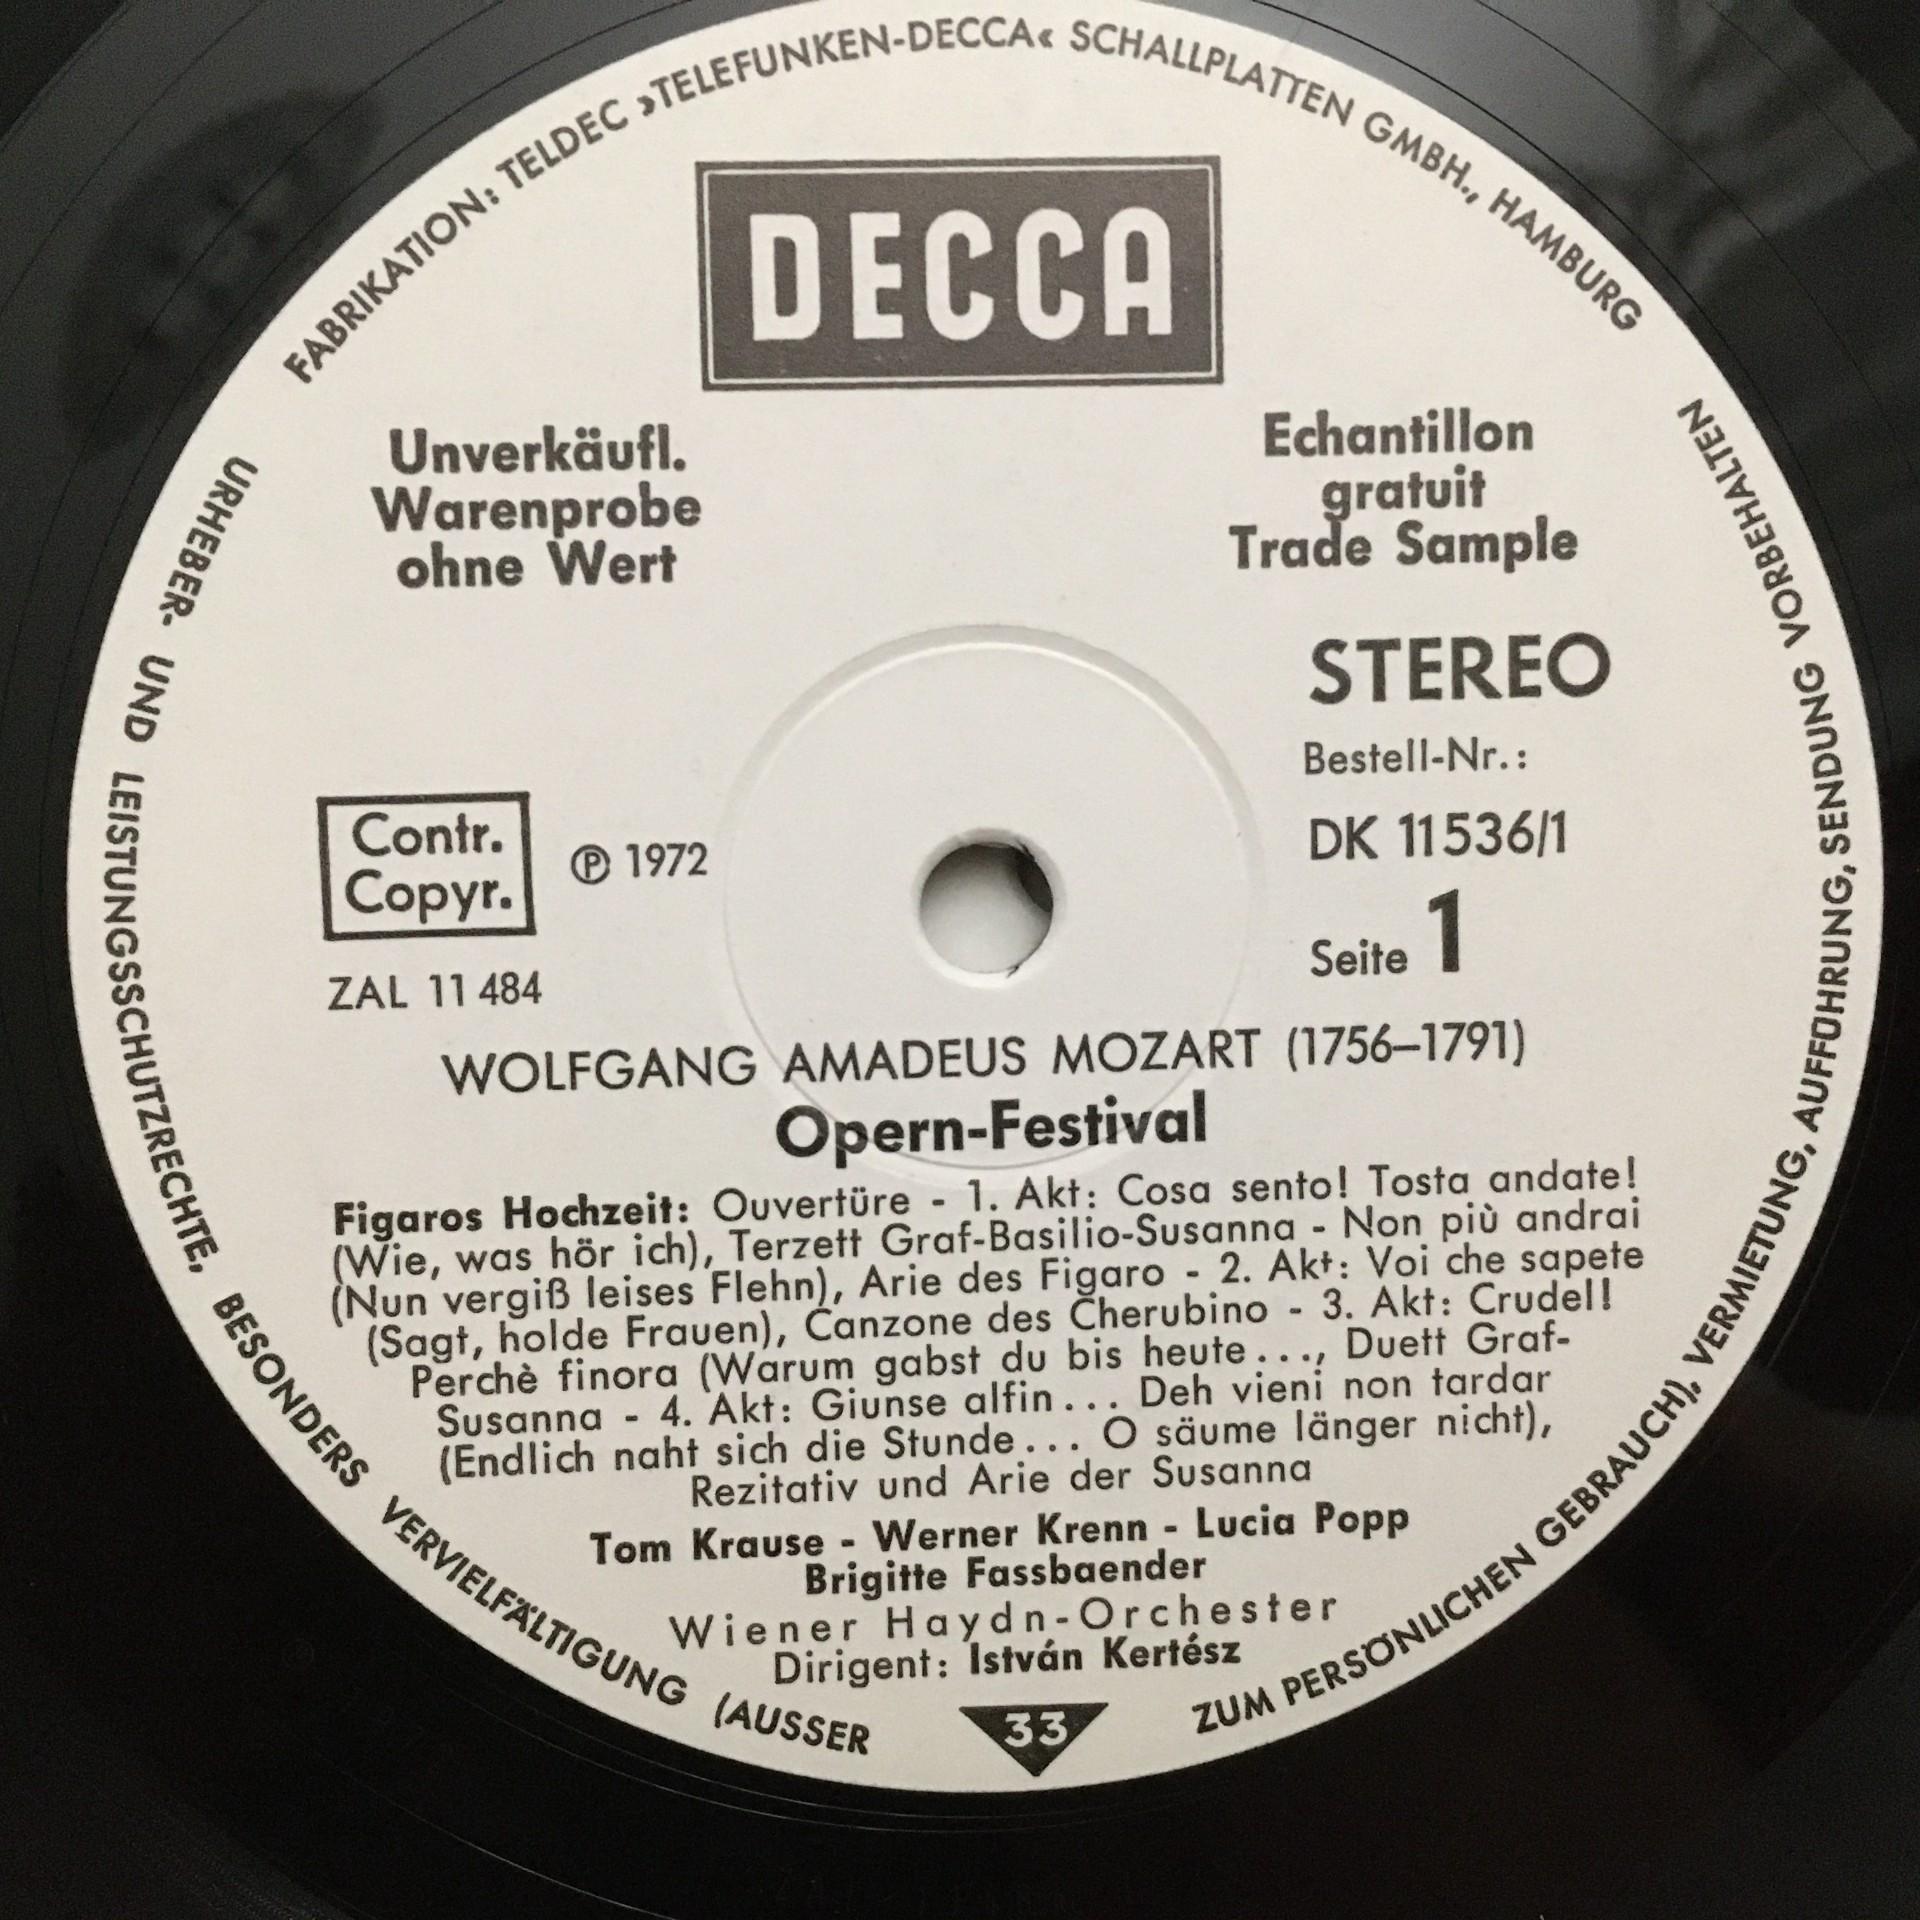 FABRIKATION: TELDEC »TELEFUNKEN-DECCA« SCHALLPLATTEN GMBH., HAMBURG
DECCA
Unverkäufl.
Warenprobe
ohne Wert
Echantillon
gratuit
Trade Sample
STEREO
Bestell-Nr.:
DK 11536/1
Seite 1
Contr.
Copyr.
℗ 1972
ZAL 11 484
WOLFGANG AMADEUS MOZART (1756–1791)
Opern-Festival
Figaros Hochzeit: Ouvertüre - 1. Akt: Cosa sento! Tosta andate!
(Wie, was hör ich), Terzett Graf-Basilio-Susanna - Non più andrai
(Nun vergiß leises Flehn), Arie des Figaro - 2. Akt: Voi che sapete
(Sagt, holde Frauen), Canzone des Cherubino - 3. Akt: Crudel!
Perchè finora (Warum gabst du bis heute..., Duett Graf-
Susanna - 4. Akt: Giunse alfin... Deh vieni non tardar
(Endlich naht sich die Stunde... O säume länger nicht),
Rezitativ und Arie der Susanna
Tom Krause - Werner Krenn - Lucia Popp
Brigitte Fassbaender
Wiener Haydn-Orchester
Dirigent: István Kertész
33
URHEBER- UND LEISTUNGSSCHUTZRECHTE, BESONDERS VERVIELFÄLTIGUNG (AUSSER ZUM PERSÖNLICHEN GEBRAUCH), VERMIETUNG, AUFFÜHRUNG, SENDUNG VORBEHALTEN